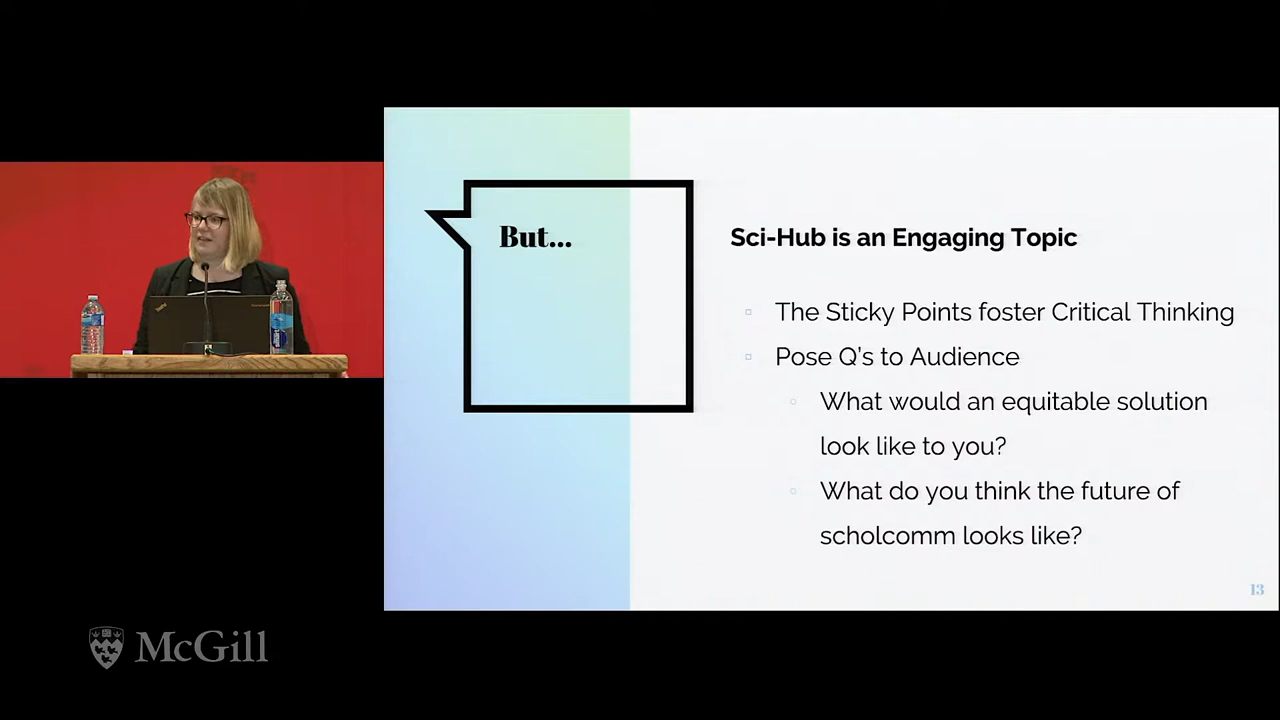 But...
Sci-Hub is an Engaging Topic
The Sticky Points foster Critical Thinking
Pose Q's to Audience
What would an equitable solution
look like to you?
What do you think the future of
scholcomm looks like?
13
McGill